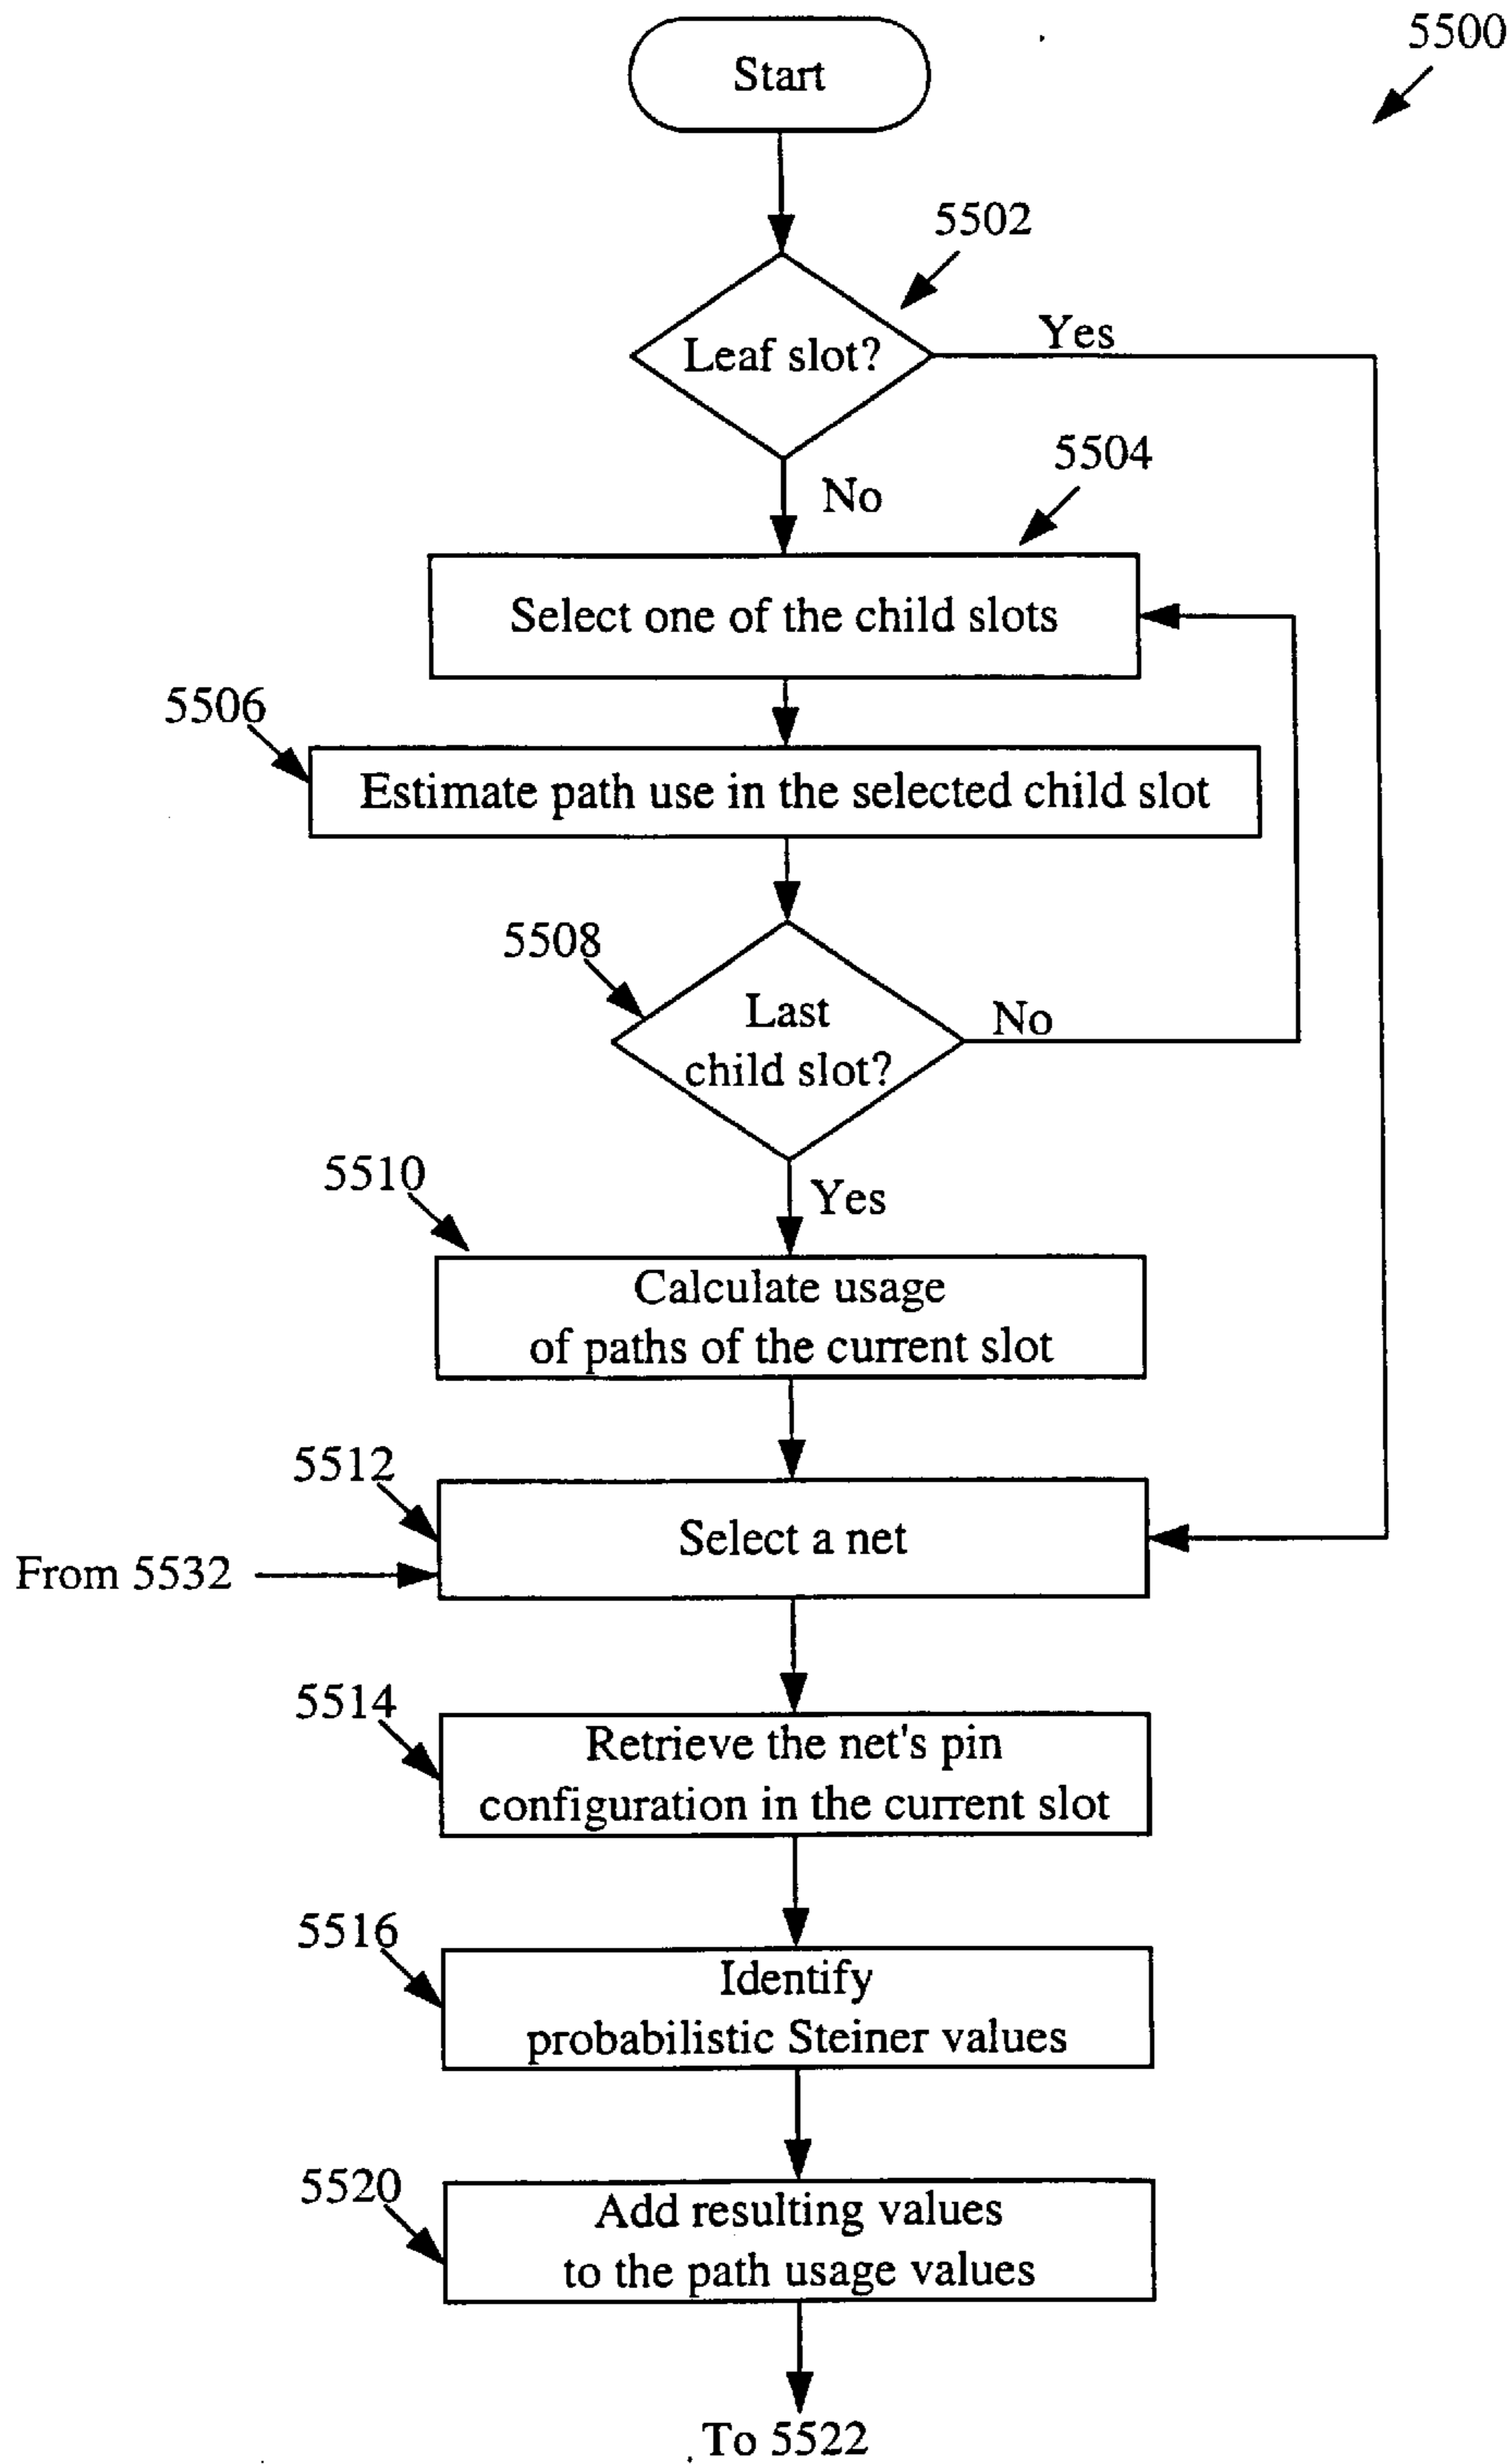 5500
Start
5502
Leaf slot?
Yes
No
5504
Select one of the child slots
5506
Estimate path use in the selected child slot
5508
Last
child slot?
No
Yes
5510
Calculate usage
of paths of the current slot
5512
Select a net
From 5532
5514
Retrieve the net's pin
configuration in the current slot
5516
Identify
probabilistic Steiner values
5520
Add resulting values
to the path usage values
To 5522